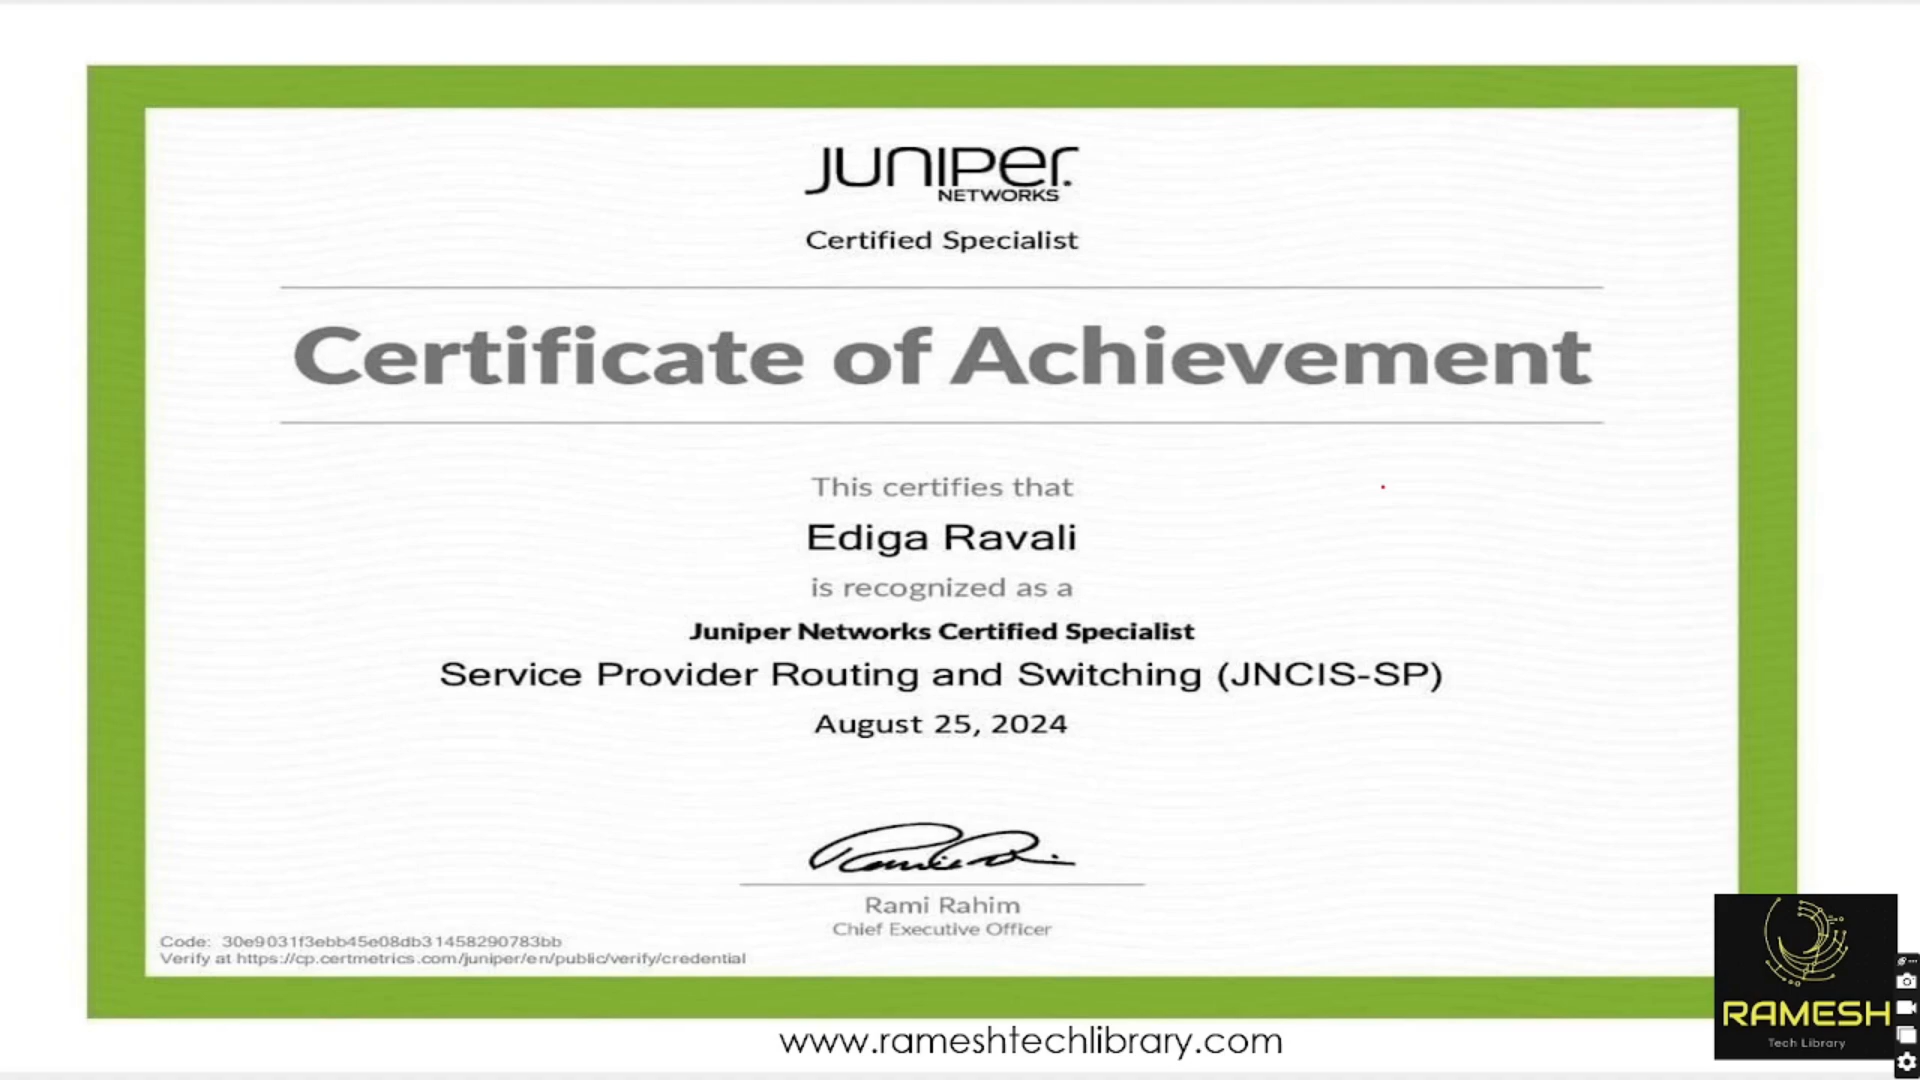 JUNIPer
NETWORKS
Certified Specialist
Certificate of Achievement
This certifies that
Ediga Ravali
is recognized as a
Juniper Networks Certified Specialist
Service Provider Routing and Switching (JNCIS-SP)
August 25, 2024
Rami Rahim
Chief Executive Officer
Code: 30e9031f3ebb45e08db31458290783bb
Verify at https://cp.certmetrics.com/juniper/en/public/verify/credential
RAMESH
Tech Library
www.rameshtechlibrary.com